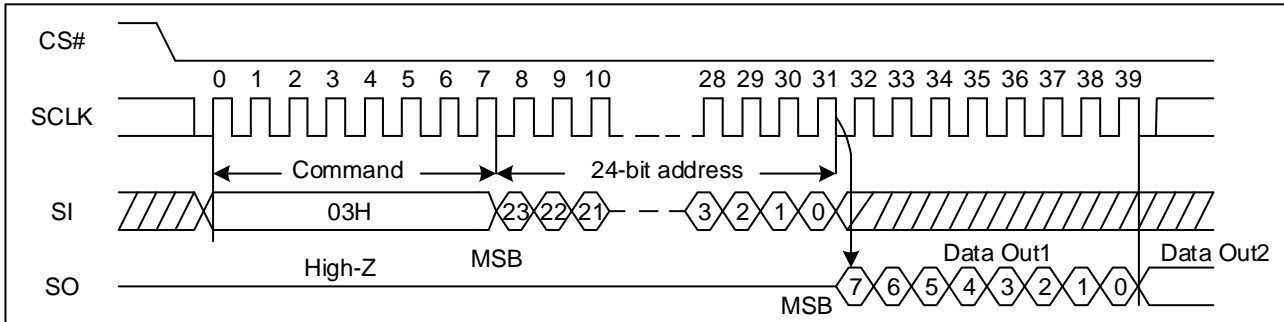 CS#
0 1 2 3 4 5 6 7 8 9 10 28 29 30 31 32 33 34 35 36 37 38 39
SCLK
Command 24-bit address
SI 03H 23 22 21 3 2 1 0
High-Z MSB Data Out1 Data Out2
SO 7 6 5 4 3 2 1 0
MSB